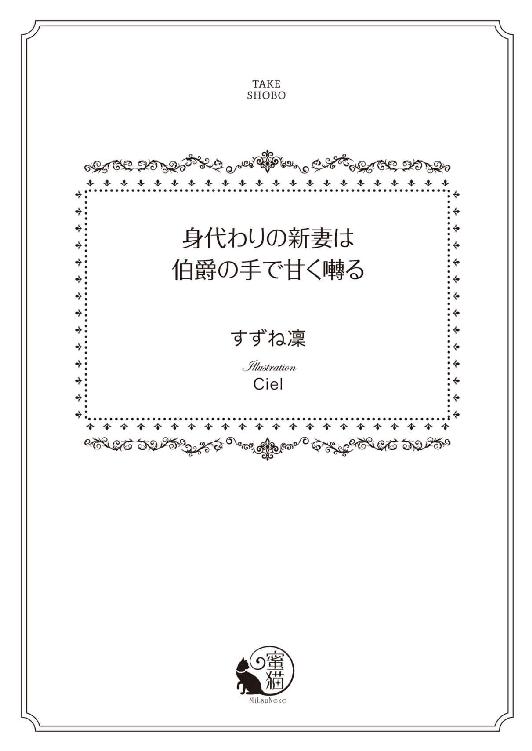 TAKE
SHOBO
身代わりの新妻は
伯爵の手で甘く囀る
すずね凜
Illustration
Ciel
蜜猫
MitsuNeko